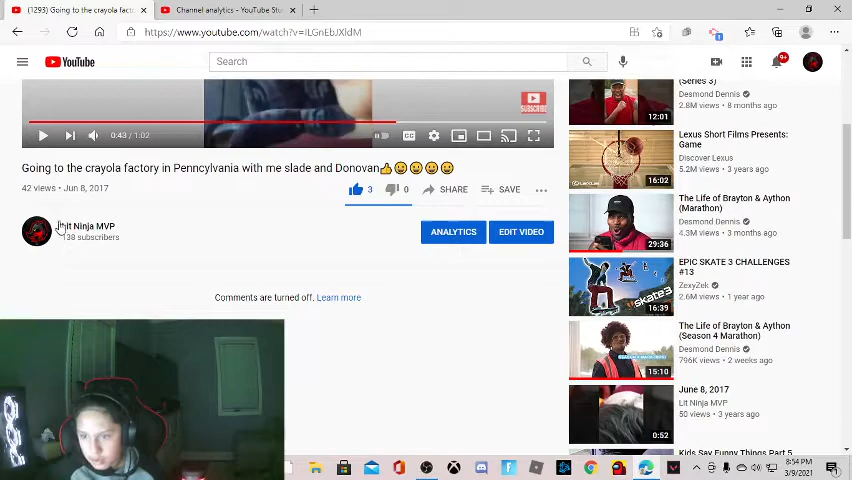 (1293) Going to the crayola facto
Channel analytics - YouTube Stu
https://www.youtube.com/watch?v=ILGnEbJXldM
1
YouTube
Search
9+
SUBSCRIBE
0:43 / 1:02
CC
Going to the crayola factory in Penncylvania with me slade and Donovan👍😀😀😀😀
42 views • Jun 8, 2017
3
0
SHARE
SAVE
Lit Ninja MVP
138 subscribers
ANALYTICS
EDIT VIDEO
Comments are turned off. Learn more
(Series 3)
Desmond Dennis
2.8M views • 8 months ago
12:01
Lexus Short Films Presents:
Game
Discover Lexus
5.2M views • 3 years ago
16:02
The Life of Brayton & Aython
(Marathon)
Desmond Dennis
4.3M views • 3 months ago
29:36
EPIC SKATE 3 CHALLENGES
#13
ZexyZek
2.6M views • 1 year ago
16:39
The Life of Brayton & Aython
(Season 4 Marathon)
Desmond Dennis
796K views • 2 weeks ago
15:10
June 8, 2017
Lit Ninja MVP
50 views • 3 years ago
0:52
Kids Say Funny Things Part 5
8:54 PM
3/9/2021